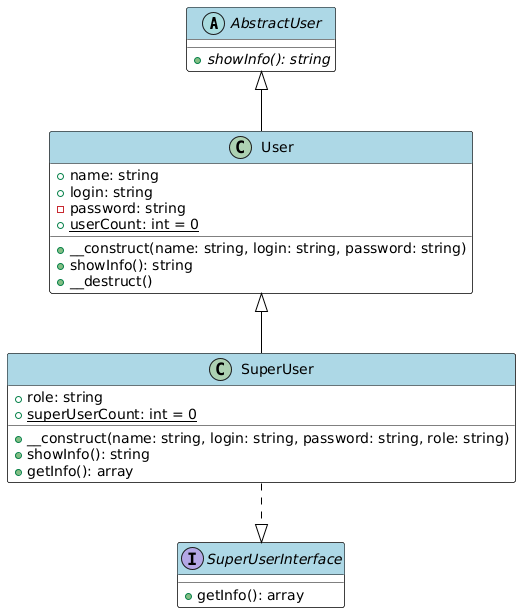 A AbstractUser
showInfo(): string
C User
name: string
login: string
password: string
userCount: int = 0
__construct(name: string, login: string, password: string)
showInfo(): string
__destruct()
C SuperUser
role: string
superUserCount: int = 0
__construct(name: string, login: string, password: string, role: string)
showInfo(): string
getInfo(): array
I SuperUserInterface
getInfo(): array